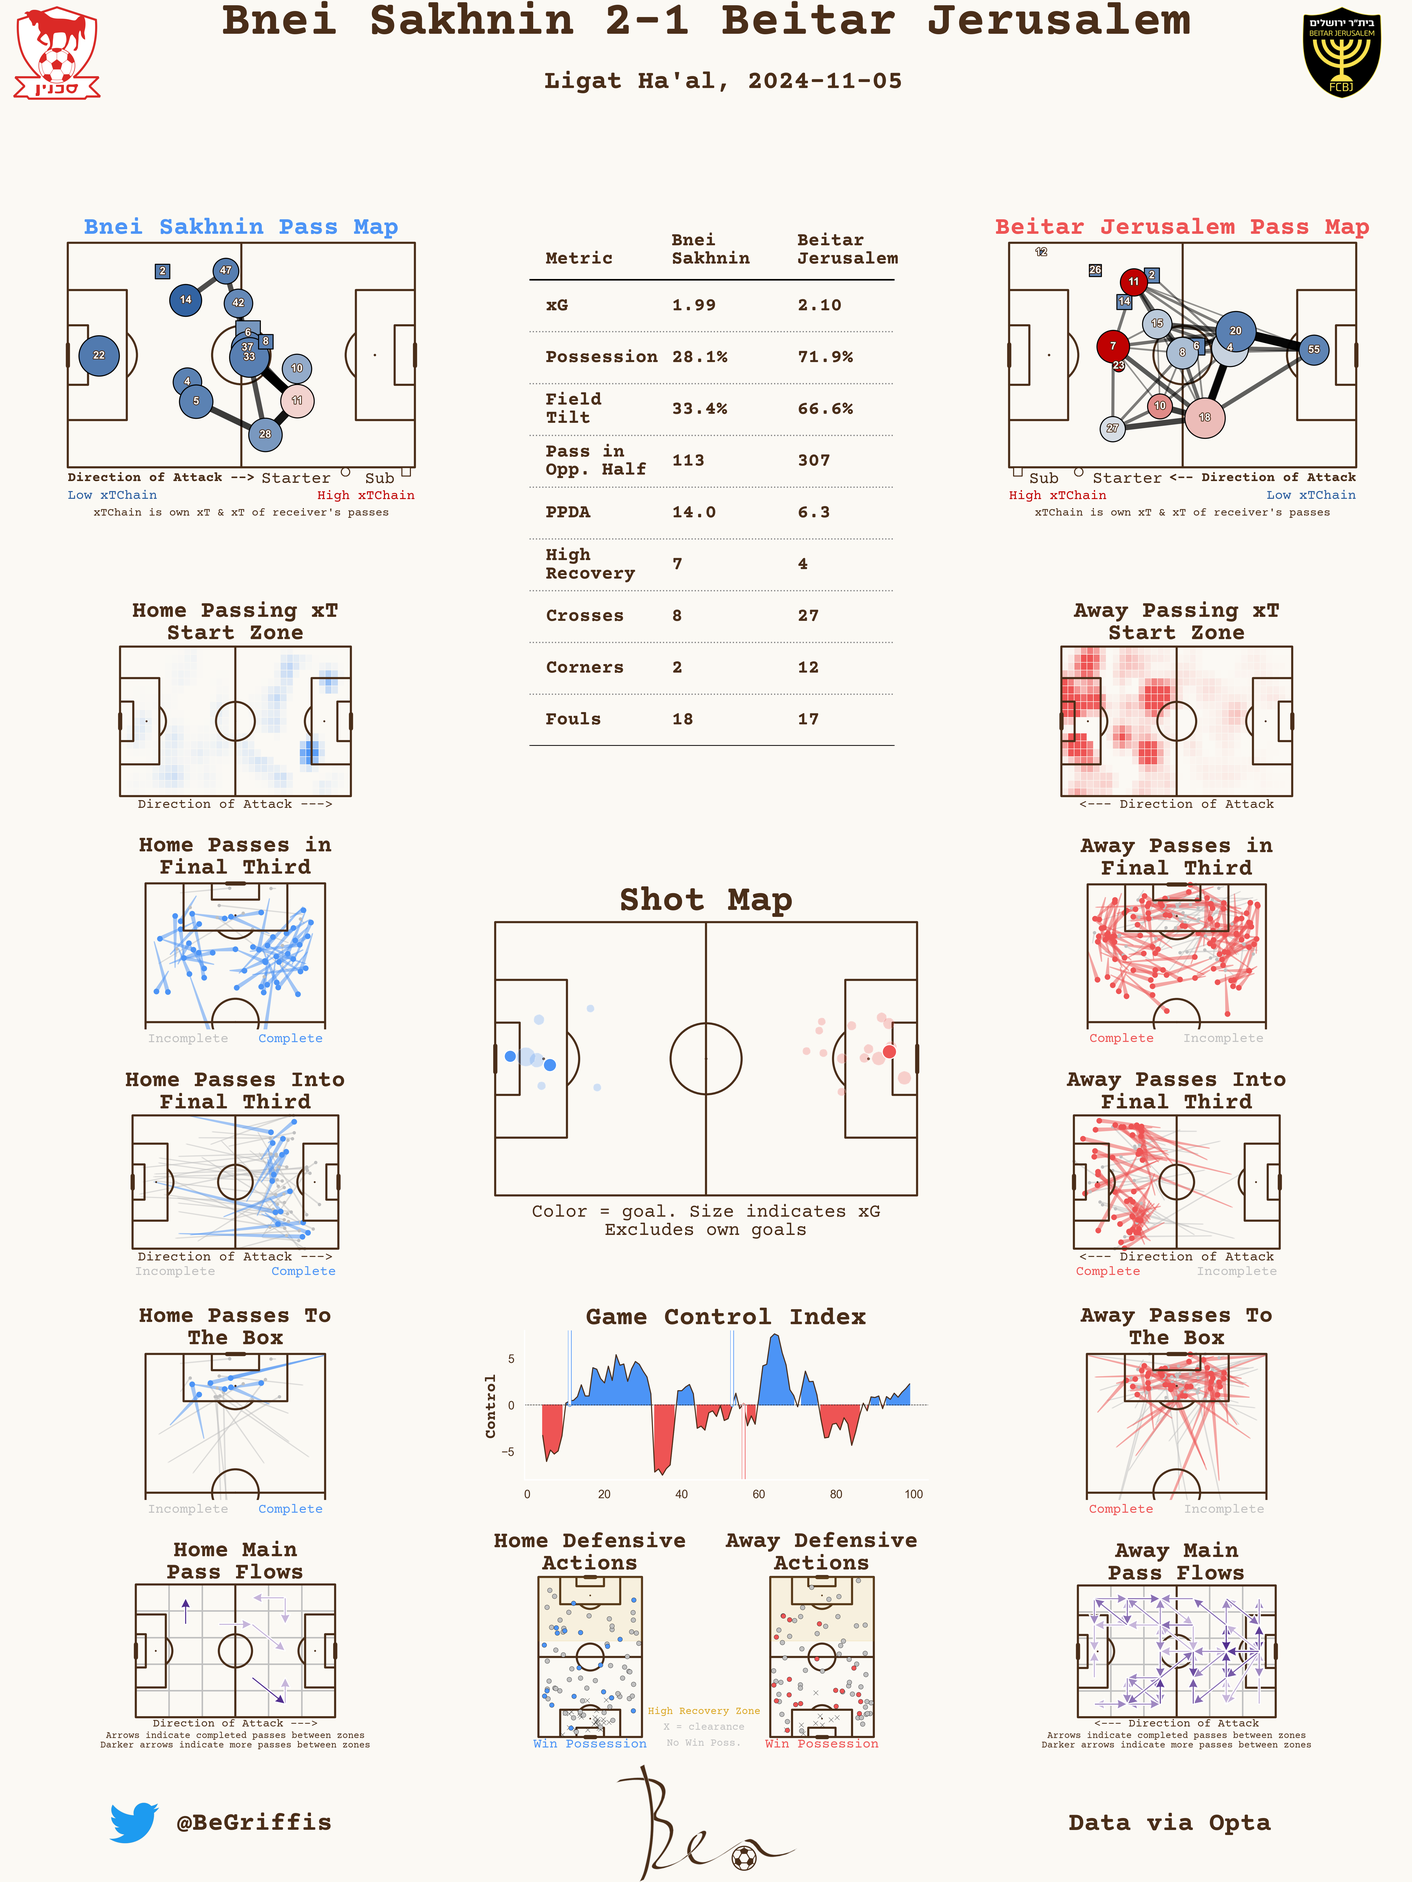 Bnei Sakhnin 2-1 Beitar Jerusalem
Ligat Ha'al, 2024-11-05
סכנין
בית״ר ירושלים
BEITAR JERUSALEM
FCBJ
Bnei Sakhnin Pass Map
2
47
14
42
6
8
37
33
22
10
4
5
11
28
Direction of Attack --> Starter Sub
Low xTChain High xTChain
xTChain is own xT & xT of receiver's passes
Metric Bnei Sakhnin Beitar Jerusalem
xG 1.99 2.10
Possession 28.1% 71.9%
Field Tilt 33.4% 66.6%
Pass in Opp. Half 113 307
PPDA 14.0 6.3
High Recovery 7 4
Crosses 8 27
Corners 2 12
Fouls 18 17
Beitar Jerusalem Pass Map
12
26
2
11
14
15
20
7
6
8
4
55
23
10
18
27
Sub Starter <-- Direction of Attack
High xTChain Low xTChain
xTChain is own xT & xT of receiver's passes
Home Passing xT
Start Zone
Direction of Attack --->
Away Passing xT
Start Zone
<--- Direction of Attack
Home Passes in
Final Third
Incomplete Complete
Away Passes in
Final Third
Complete Incomplete
Shot Map
Color = goal. Size indicates xG
Excludes own goals
Home Passes Into
Final Third
Direction of Attack --->
Incomplete Complete
Away Passes Into
Final Third
<--- Direction of Attack
Complete Incomplete
Home Passes To
The Box
Incomplete Complete
Game Control Index
Control
5
0
−5
0 20 40 60 80 100
Away Passes To
The Box
Complete Incomplete
Home Main
Pass Flows
Direction of Attack --->
Arrows indicate completed passes between zones
Darker arrows indicate more passes between zones
Home Defensive
Actions
Win Possession
High Recovery Zone
X = clearance
No Win Poss.
Away Defensive
Actions
Win Possession
Away Main
Pass Flows
<--- Direction of Attack
Arrows indicate completed passes between zones
Darker arrows indicate more passes between zones
@BeGriffis
Ben
Data via Opta